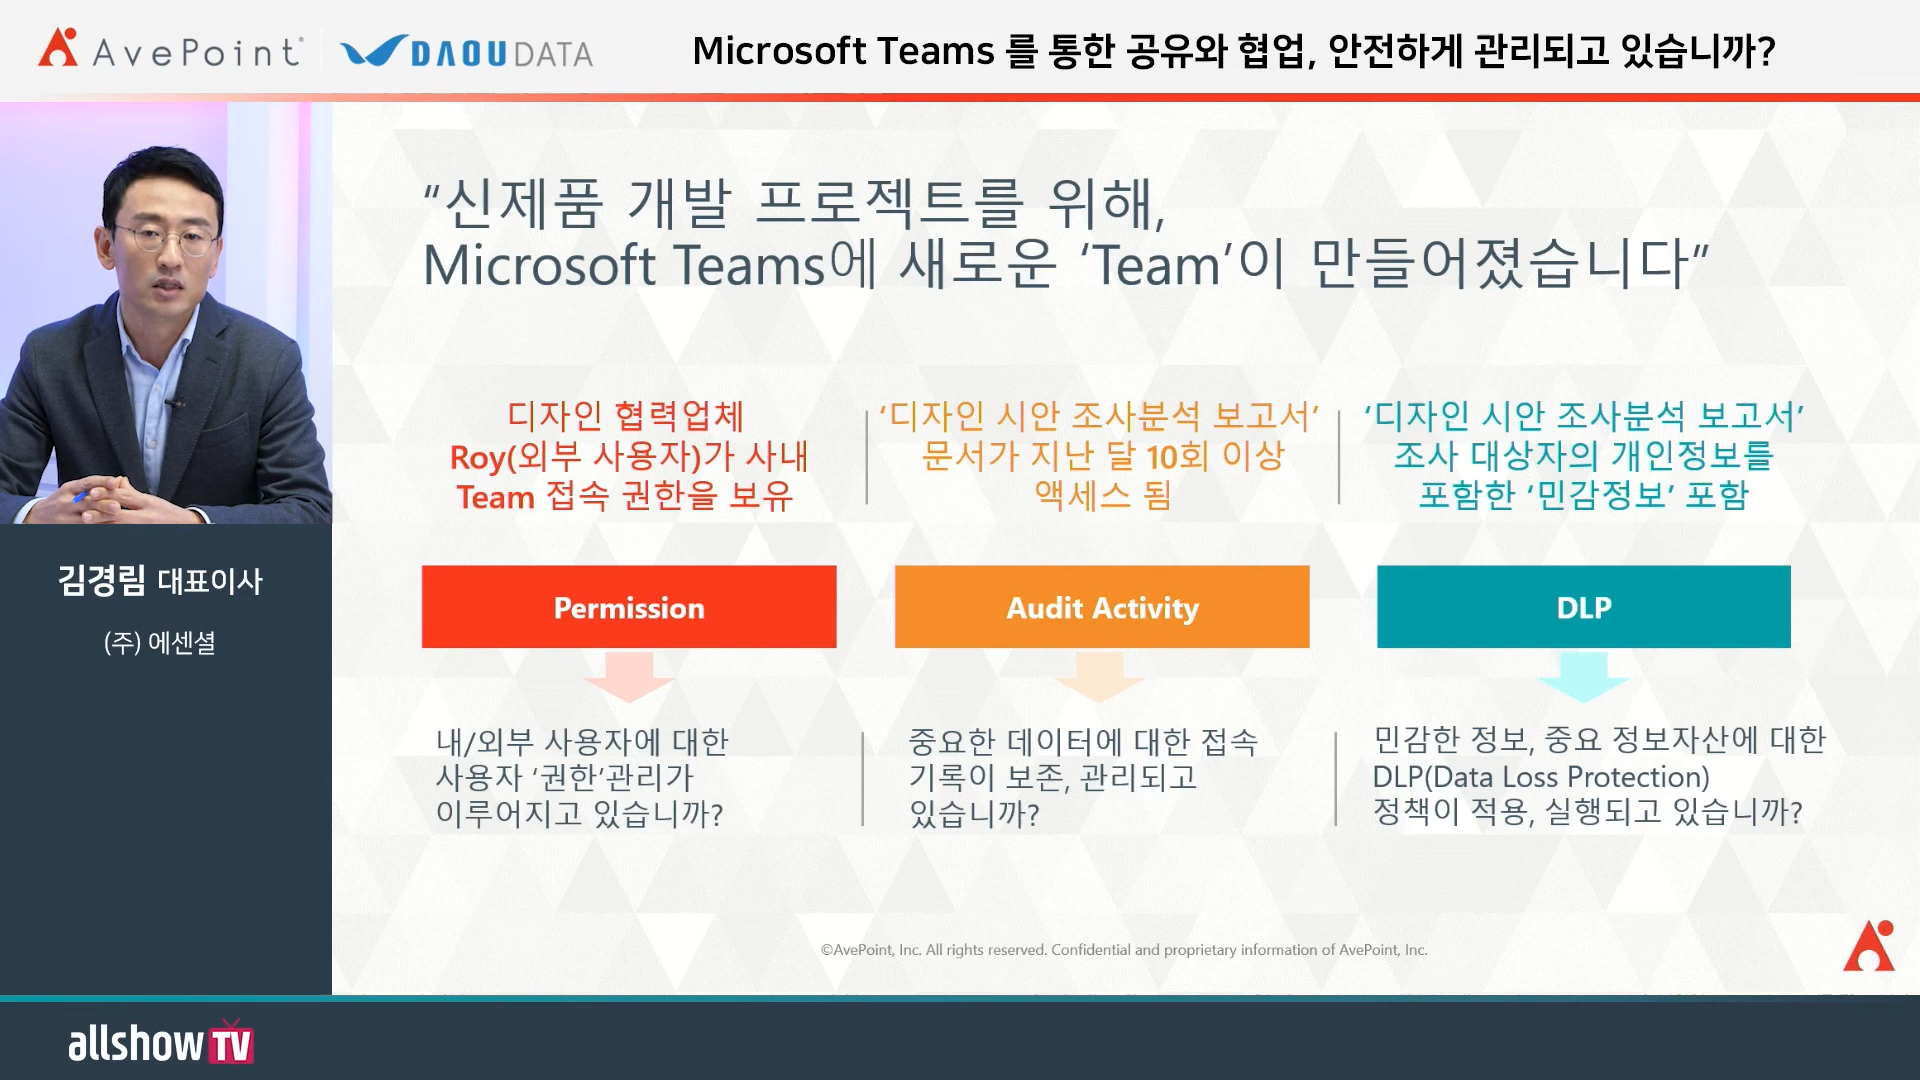 AvePoint
DAOUDATA
Microsoft Teams 를 통한 공유와 협업, 안전하게 관리되고 있습니까?
“신제품 개발 프로젝트를 위해,
Microsoft Teams에 새로운 ‘Team’이 만들어졌습니다”
디자인 협력업체
Roy(외부 사용자)가 사내
Team 접속 권한을 보유
‘디자인 시안 조사분석 보고서’
문서가 지난 달 10회 이상
액세스 됨
‘디자인 시안 조사분석 보고서’
조사 대상자의 개인정보를
포함한 ‘민감정보’ 포함
Permission
Audit Activity
DLP
내/외부 사용자에 대한
사용자 ‘권한’관리가
이루어지고 있습니까?
중요한 데이터에 대한 접속
기록이 보존, 관리되고
있습니까?
민감한 정보, 중요 정보자산에 대한
DLP(Data Loss Protection)
정책이 적용, 실행되고 있습니까?
김경림 대표이사
(주) 에센셜
©AvePoint, Inc. All rights reserved. Confidential and proprietary information of AvePoint, Inc.
allshow TV